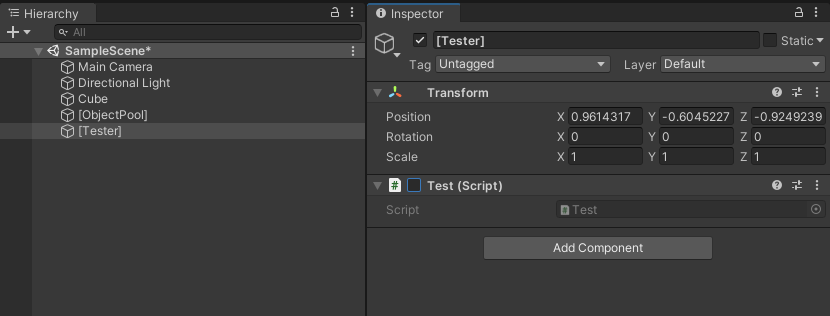 Hierarchy
All
SampleScene*
Main Camera
Directional Light
Cube
[ObjectPool]
[Tester]
Inspector
[Tester] Static
Tag Untagged Layer Default
Transform
Position X 0.9614317 Y -0.6045227 Z -0.9249239
Rotation X 0 Y 0 Z 0
Scale X 1 Y 1 Z 1
# Test (Script)
Script # Test
Add Component